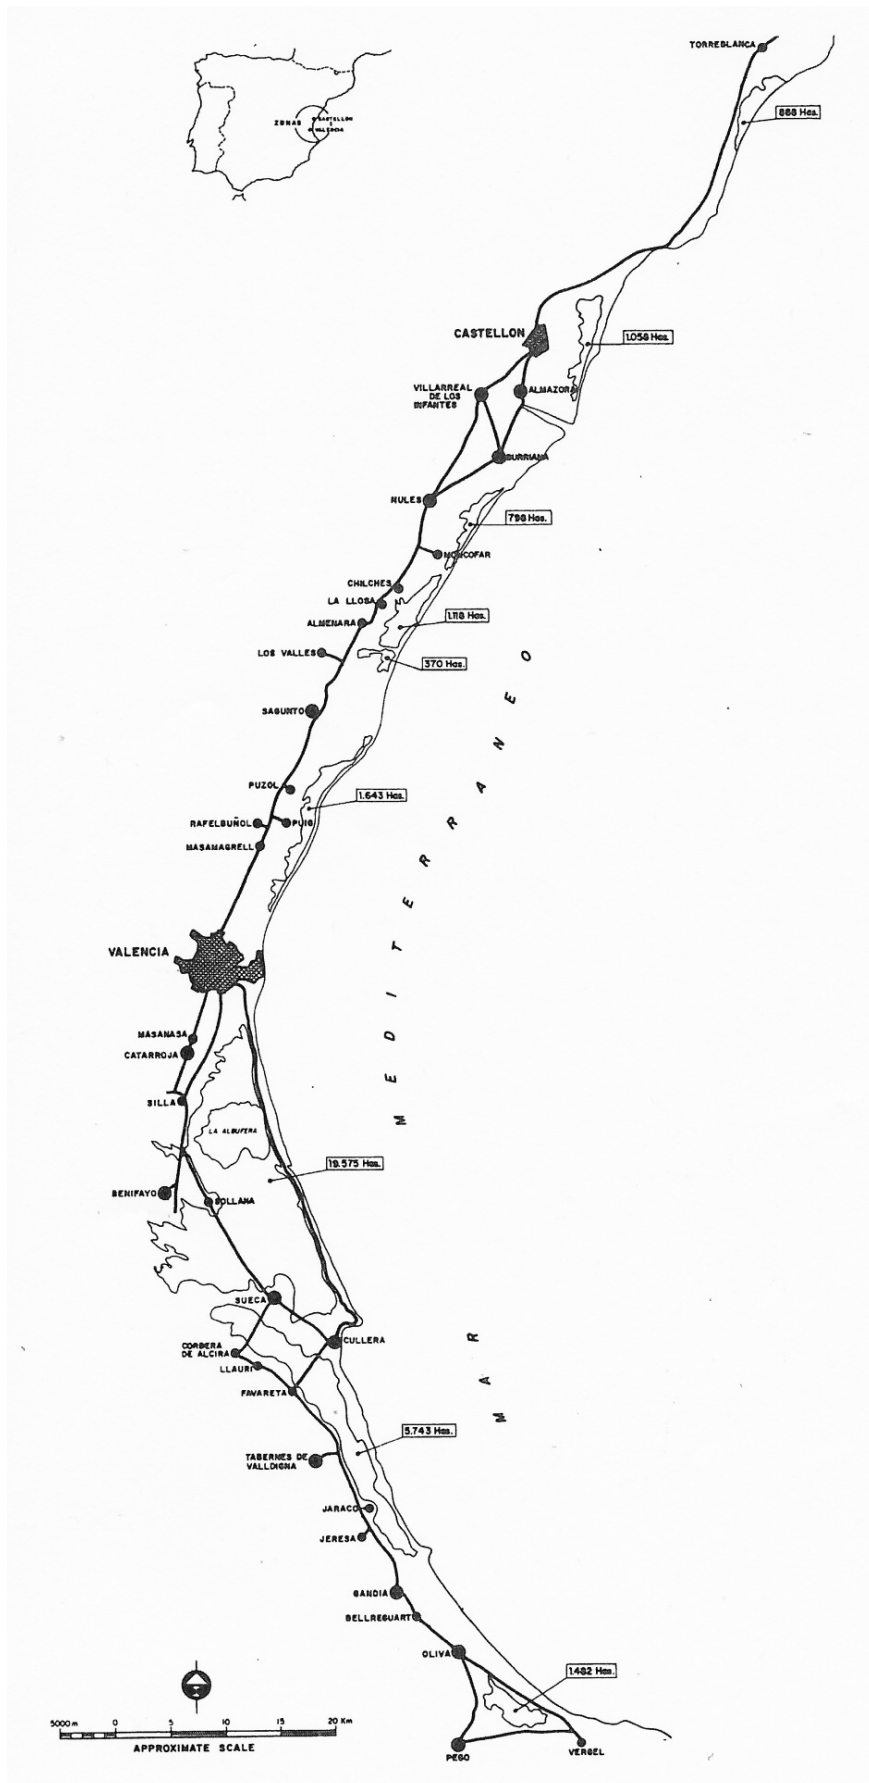 TORREBLANCA
868 Has.
ZONAS
CASTELLON
VALENCIA
CASTELLON
1.058 Has.
VILLARREAL
DE LOS
INFANTES
ALMAZORA
BURRIANA
NULES
798 Has.
MONCOFAR
CHILCHES
LA LLOSA
1.118 Has.
ALMENARA
LOS VALLES
370 Has.
SAGUNTO
PUZOL
1.643 Has.
RAFELBUÑOL
PUIG
MASAMAGRELL
VALENCIA
MAR MEDITERRANEO
MASANASA
CATARROJA
SILLA
LA ALBUFERA
19.575 Has.
BENIFAYO
SOLLANA
SUECA
CULLERA
CORBERA
DE ALCIRA
LLAURI
FAVARETA
5.743 Has.
TABERNES DE
VALLDIGNA
JARACO
JERESA
GANDIA
BELLREGUART
OLIVA
1.482 Has.
5000 m 0 5 10 15 20 Km
APPROXIMATE SCALE
PEGO
VERGEL